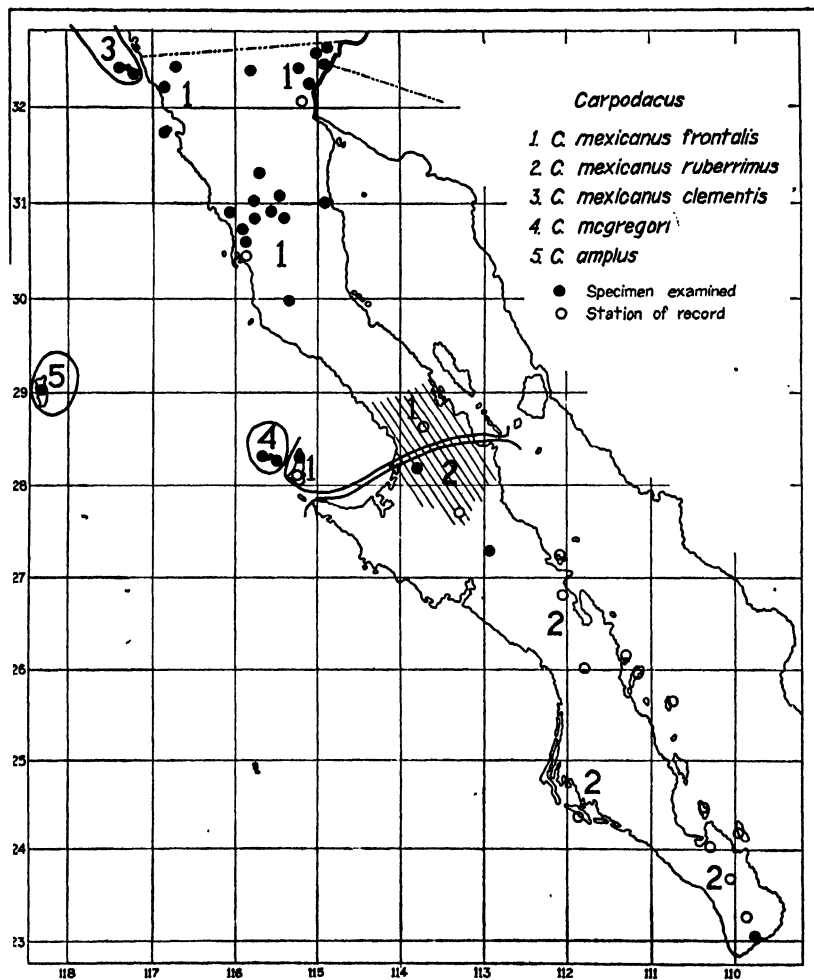 Carpodacus
1. C. mexicanus frontalis
2. C. mexicanus ruberrimus
3. C. mexicanus clementis
4. C. mcgregori
5. C. amplus
● Specimen examined
○ Station of record
3
1
1
32
31
1
30
29
5
1
4
1
2
28
27
2
26
25
2
24
2
23
118 117 116 115 114 113 112 111 110